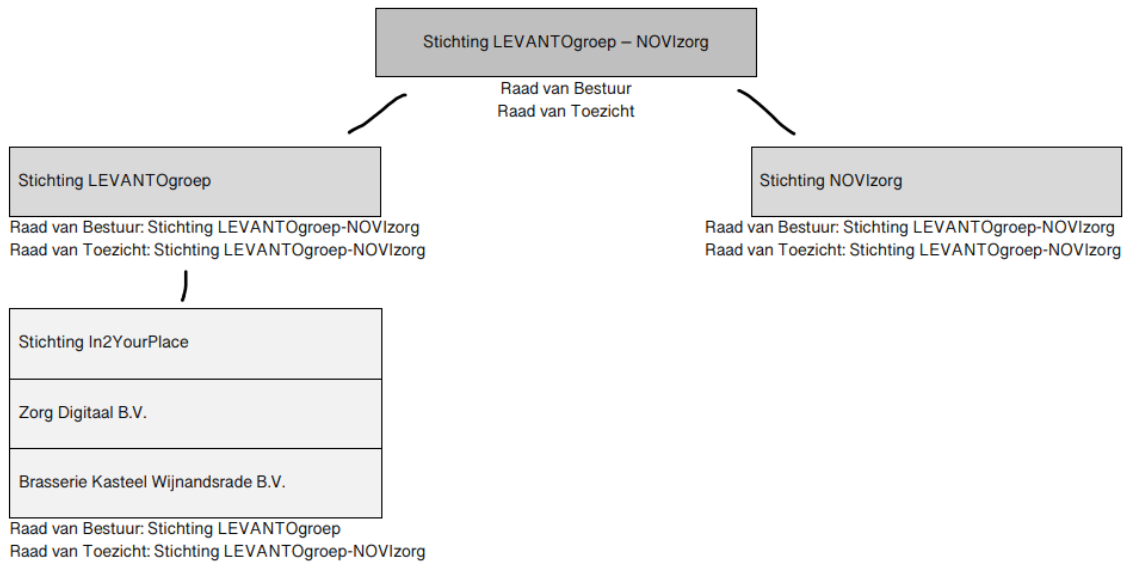 Stichting LEVANTOgroep – NOVIzorg
Raad van Bestuur
Raad van Toezicht
Stichting LEVANTOgroep
Raad van Bestuur: Stichting LEVANTOgroep-NOVIzorg
Raad van Toezicht: Stichting LEVANTOgroep-NOVIzorg
Stichting NOVIzorg
Raad van Bestuur: Stichting LEVANTOgroep-NOVIzorg
Raad van Toezicht: Stichting LEVANTOgroep-NOVIzorg
Stichting In2YourPlace
Zorg Digitaal B.V.
Brasserie Kasteel Wijnandsrade B.V.
Raad van Bestuur: Stichting LEVANTOgroep
Raad van Toezicht: Stichting LEVANTOgroep-NOVIzorg